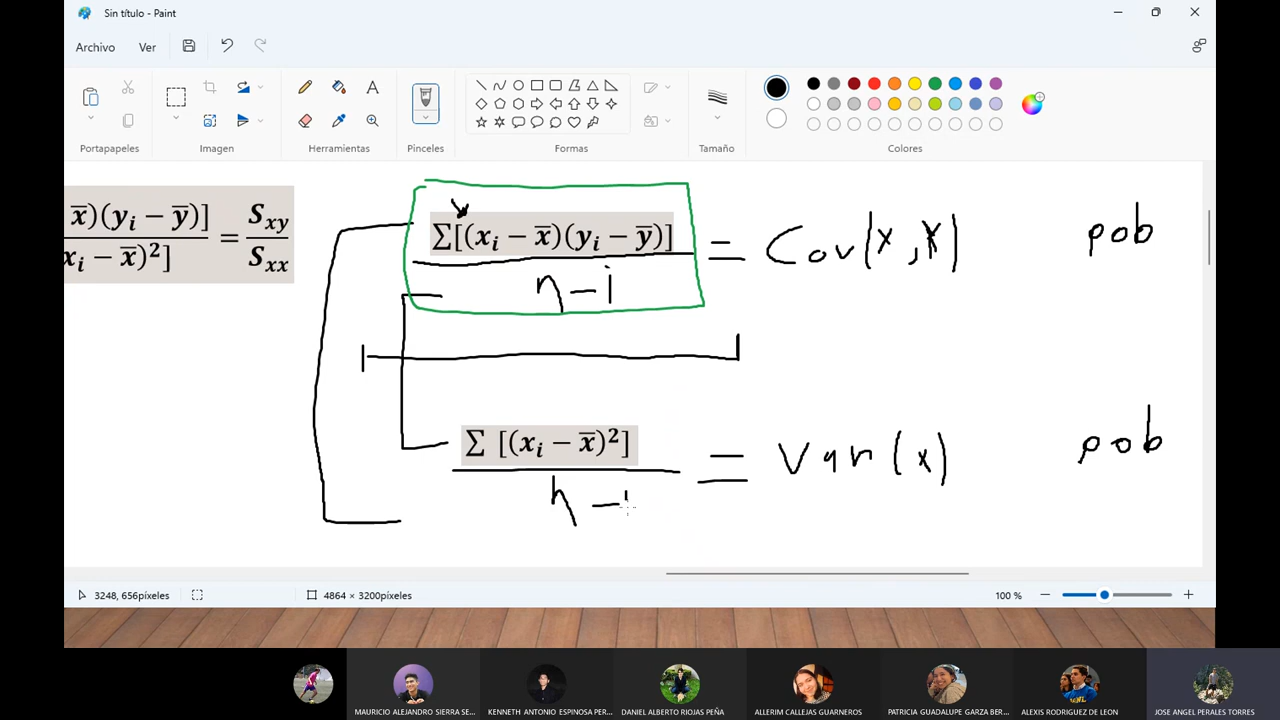 Sin título - Paint
Archivo Ver
Portapapeles Imagen Herramientas Pinceles Formas Tamaño Colores
x̅)(yᵢ − y̅)] / xᵢ − x̅)²] = Sxy / Sxx
∑[(xᵢ − x̅)(yᵢ − y̅)] / n − 1 = Cov(x, Y) pob
∑ [(xᵢ − x̅)²] / n − 1 = Var(x) pob
3248, 656píxeles 4864 × 3200píxeles 100 %
MAURICIO ALEJANDRO SIERRA SE... KENNETH ANTONIO ESPINOSA PER... DANIEL ALBERTO RIOJAS PEÑA ALLERIM CALLEJAS GUARNEROS PATRICIA GUADALUPE GARZA BER... ALEXIS RODRIGUEZ DE LEON JOSE ANGEL PERALES TORRES